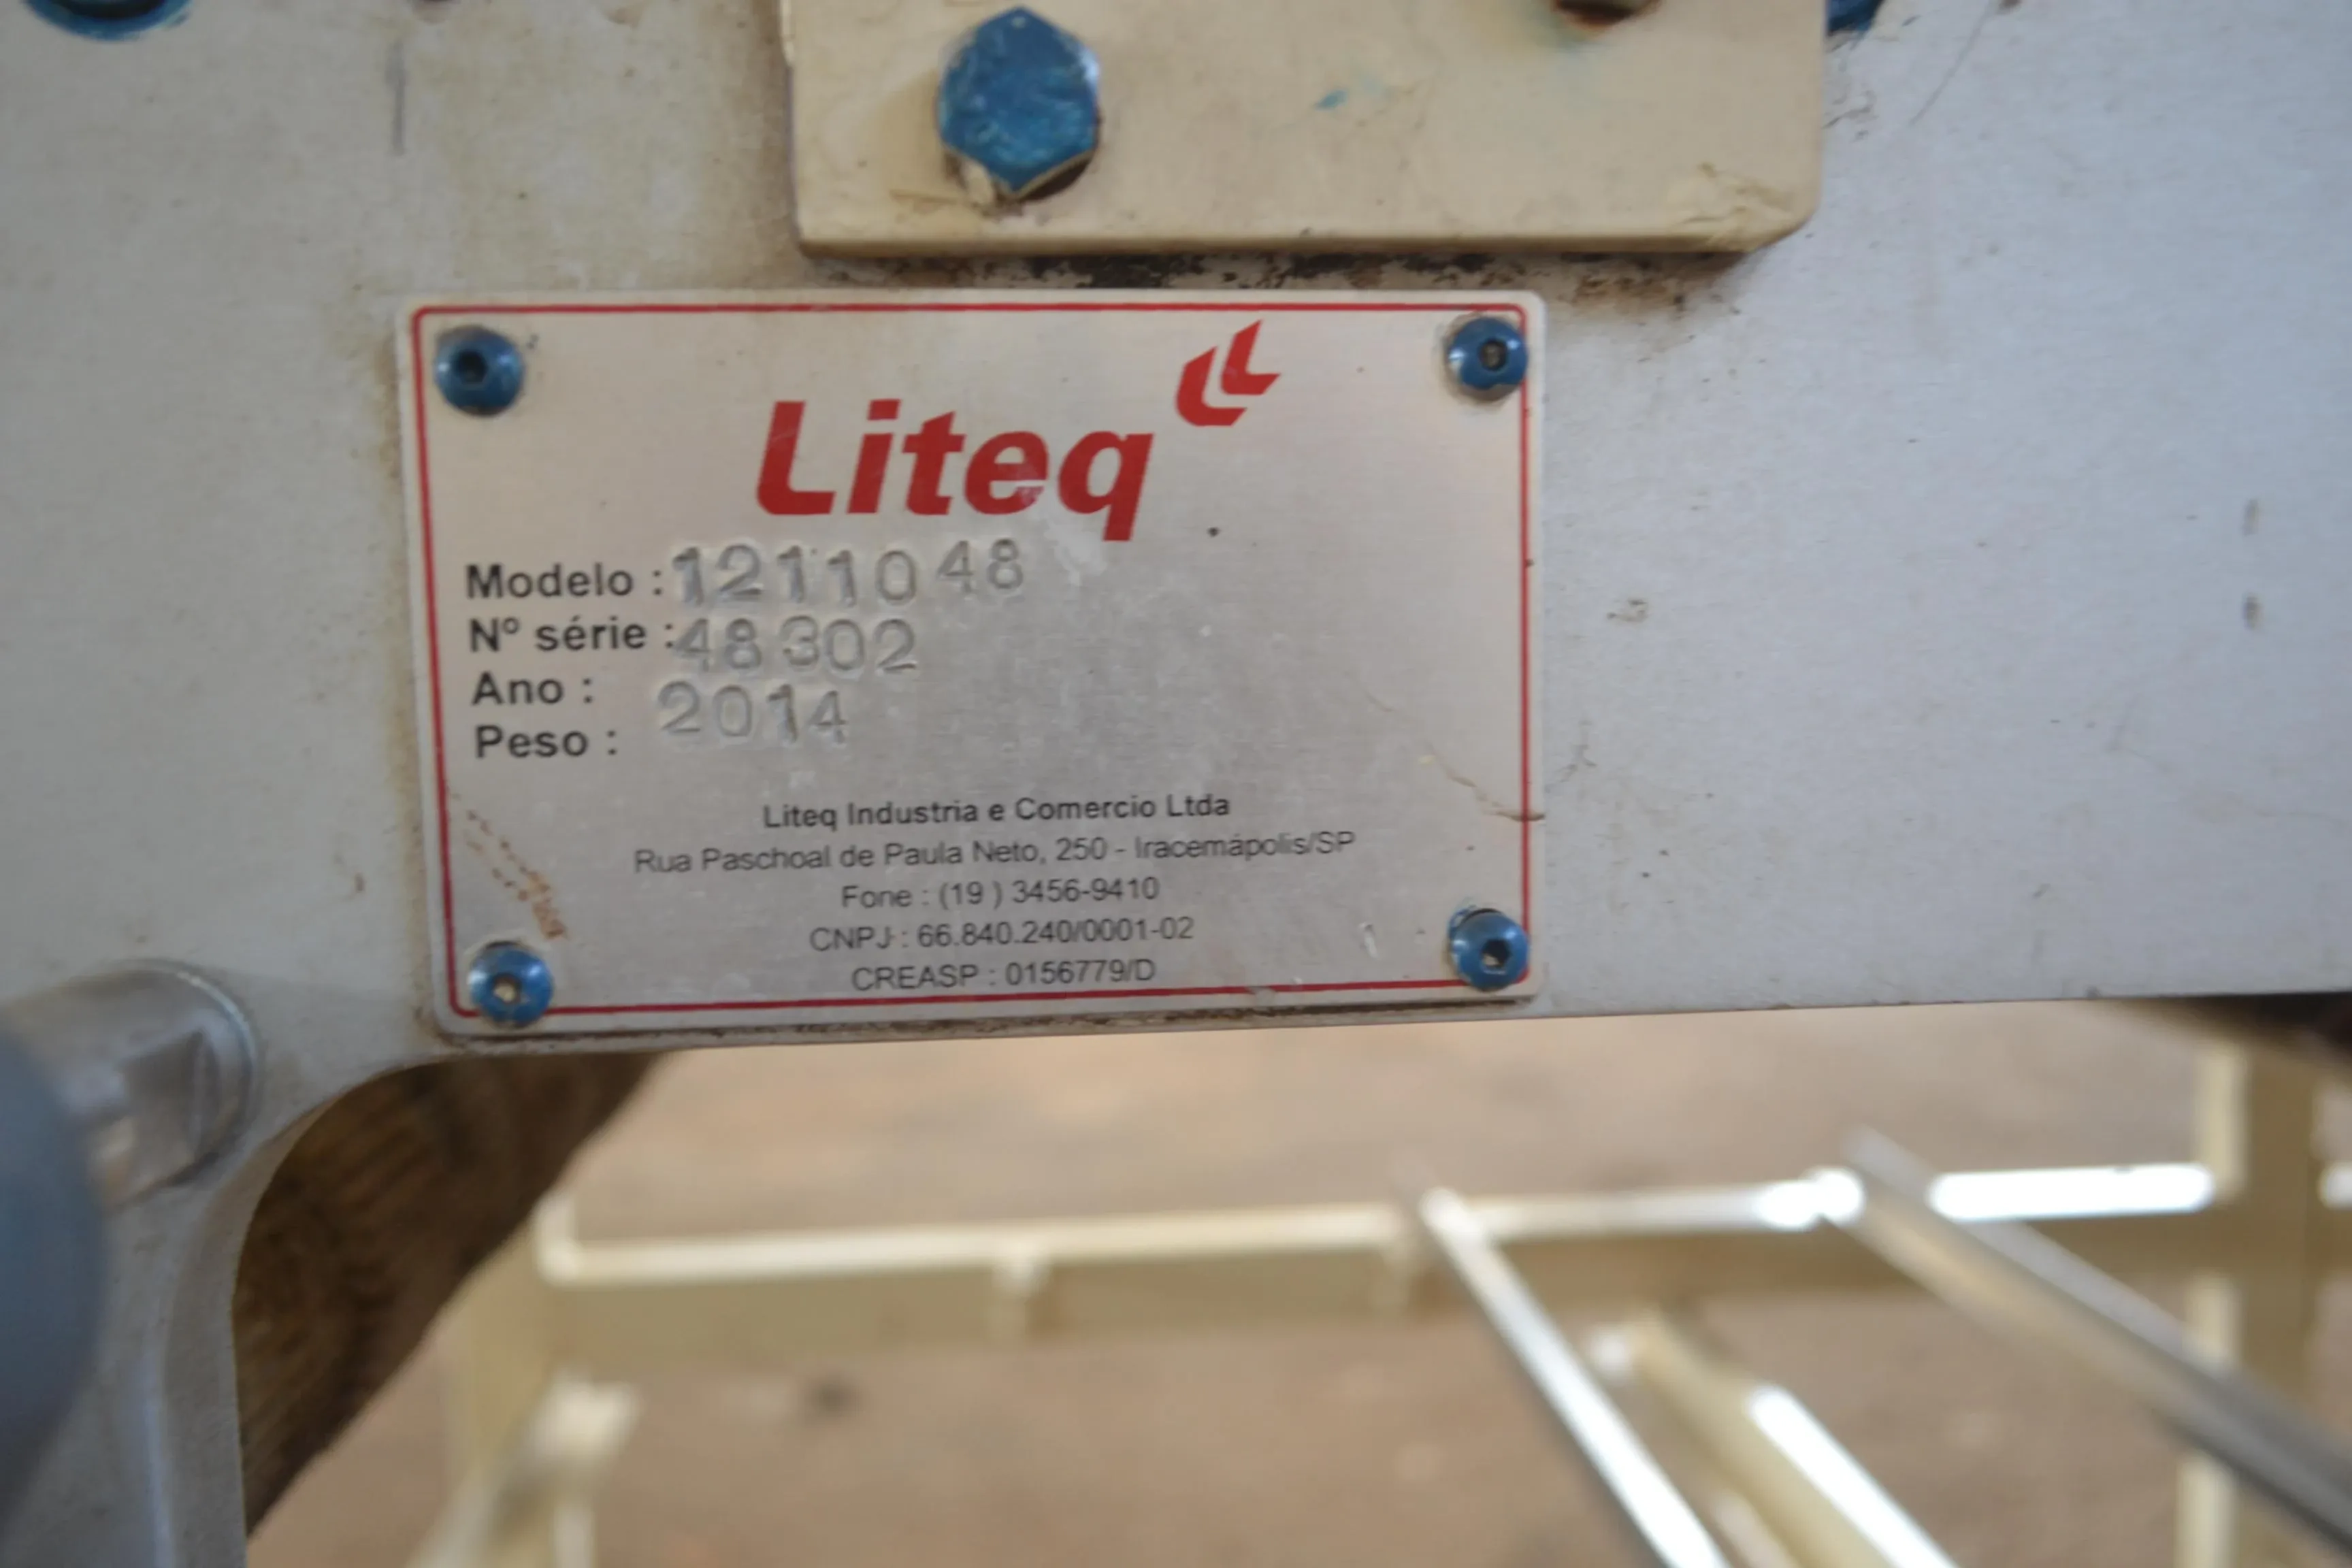 Liteq
Modelo : 1211048
Nº série : 48302
Ano : 2014
Peso :
Liteq Industria e Comercio Ltda
Rua Paschoal de Paula Neto, 250 - Iracemápolis/SP
Fone : (19 ) 3456-9410
CNPJ : 66.840.240/0001-02
CREASP : 0156779/D